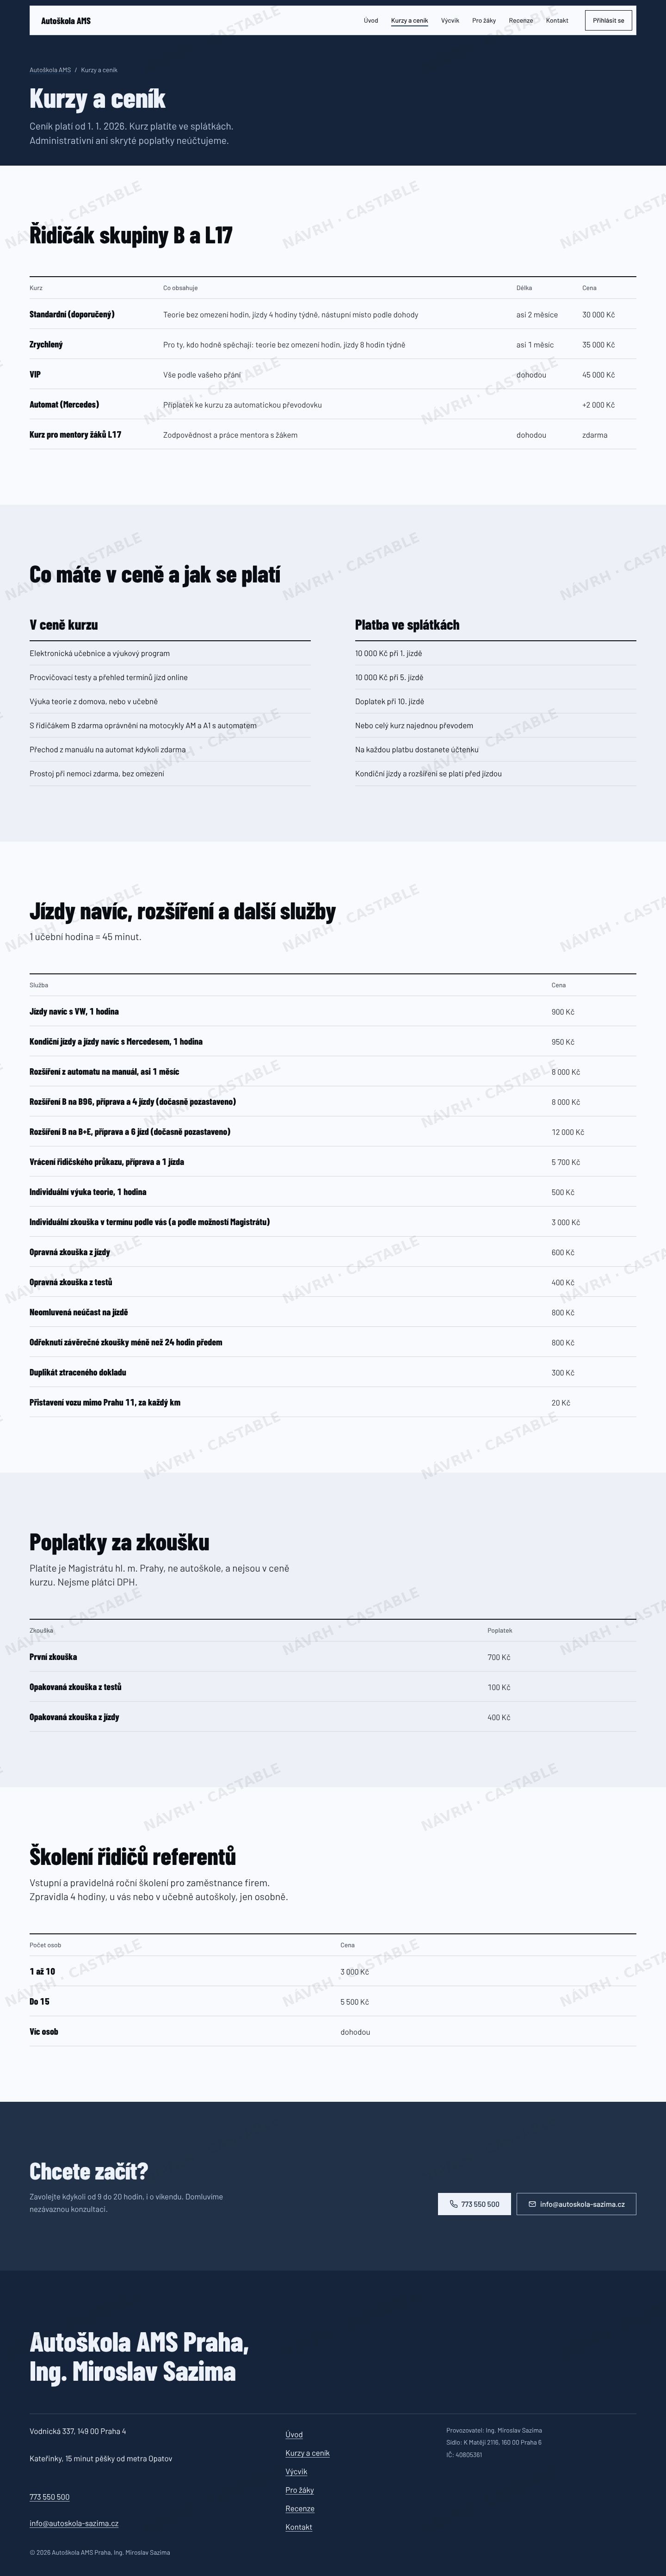 Autoškola AMS
Úvod Kurzy a ceník Výcvik Pro žáky Recenze Kontakt Přihlásit se
Autoškola AMS / Kurzy a ceník
Kurzy a ceník
Ceník platí od 1. 1. 2026. Kurz platíte ve splátkách.
Administrativní ani skryté poplatky neúčtujeme.
NÁVRH · CASTABLE
Řidičák skupiny B a L17
Kurz Co obsahuje Délka Cena
Standardní (doporučený) Teorie bez omezení hodin, jízdy 4 hodiny týdně, nástupní místo podle dohody asi 2 měsíce 30 000 Kč
Zrychlený Pro ty, kdo hodně spěchají: teorie bez omezení hodin, jízdy 8 hodin týdně asi 1 měsíc 35 000 Kč
VIP Vše podle vašeho přání dohodou 45 000 Kč
Automat (Mercedes) Příplatek ke kurzu za automatickou převodovku +2 000 Kč
Kurz pro mentory žáků L17 Zodpovědnost a práce mentora s žákem dohodou zdarma
Co máte v ceně a jak se platí
V ceně kurzu
Elektronická učebnice a výukový program
Procvičovací testy a přehled termínů jízd online
Výuka teorie z domova, nebo v učebně
S řidičákem B zdarma oprávnění na motocykly AM a A1 s automatem
Přechod z manuálu na automat kdykoli zdarma
Prostoj při nemoci zdarma, bez omezení
Platba ve splátkách
10 000 Kč při 1. jízdě
10 000 Kč při 5. jízdě
Doplatek při 10. jízdě
Nebo celý kurz najednou převodem
Na každou platbu dostanete účtenku
Kondiční jízdy a rozšíření se platí před jízdou
Jízdy navíc, rozšíření a další služby
1 učební hodina = 45 minut.
Služba Cena
Jízdy navíc s VW, 1 hodina 900 Kč
Kondiční jízdy a jízdy navíc s Mercedesem, 1 hodina 950 Kč
Rozšíření z automatu na manuál, asi 1 měsíc 8 000 Kč
Rozšíření B na B96, příprava a 4 jízdy (dočasně pozastaveno) 8 000 Kč
Rozšíření B na B+E, příprava a 6 jízd (dočasně pozastaveno) 12 000 Kč
Vrácení řidičského průkazu, příprava a 1 jízda 5 700 Kč
Individuální výuka teorie, 1 hodina 500 Kč
Individuální zkouška v termínu podle vás (a podle možností Magistrátu) 3 000 Kč
Opravná zkouška z jízdy 600 Kč
Opravná zkouška z testů 400 Kč
Neomluvená neúčast na jízdě 800 Kč
Odřeknutí závěrečné zkoušky méně než 24 hodin předem 800 Kč
Duplikát ztraceného dokladu 300 Kč
Přistavení vozu mimo Prahu 11, za každý km 20 Kč
Poplatky za zkoušku
Platíte je Magistrátu hl. m. Prahy, ne autoškole, a nejsou v ceně
kurzu. Nejsme plátci DPH.
Zkouška Poplatek
První zkouška 700 Kč
Opakovaná zkouška z testů 100 Kč
Opakovaná zkouška z jízdy 400 Kč
Školení řidičů referentů
Vstupní a pravidelná roční školení pro zaměstnance firem.
Zpravidla 4 hodiny, u vás nebo v učebně autoškoly, jen osobně.
Počet osob Cena
1 až 10 3 000 Kč
Do 15 5 500 Kč
Víc osob dohodou
Chcete začít?
Zavolejte kdykoli od 9 do 20 hodin, i o víkendu. Domluvíme
nezávaznou konzultaci.
773 550 500 info@autoskola-sazima.cz
Autoškola AMS Praha,
Ing. Miroslav Sazima
Vodnická 337, 149 00 Praha 4
Kateřinky, 15 minut pěšky od metra Opatov
773 550 500
info@autoskola-sazima.cz
Úvod
Kurzy a ceník
Výcvik
Pro žáky
Recenze
Kontakt
Provozovatel: Ing. Miroslav Sazima
Sídlo: K Matěji 2116, 160 00 Praha 6
IČ: 40805361
© 2026 Autoškola AMS Praha, Ing. Miroslav Sazima